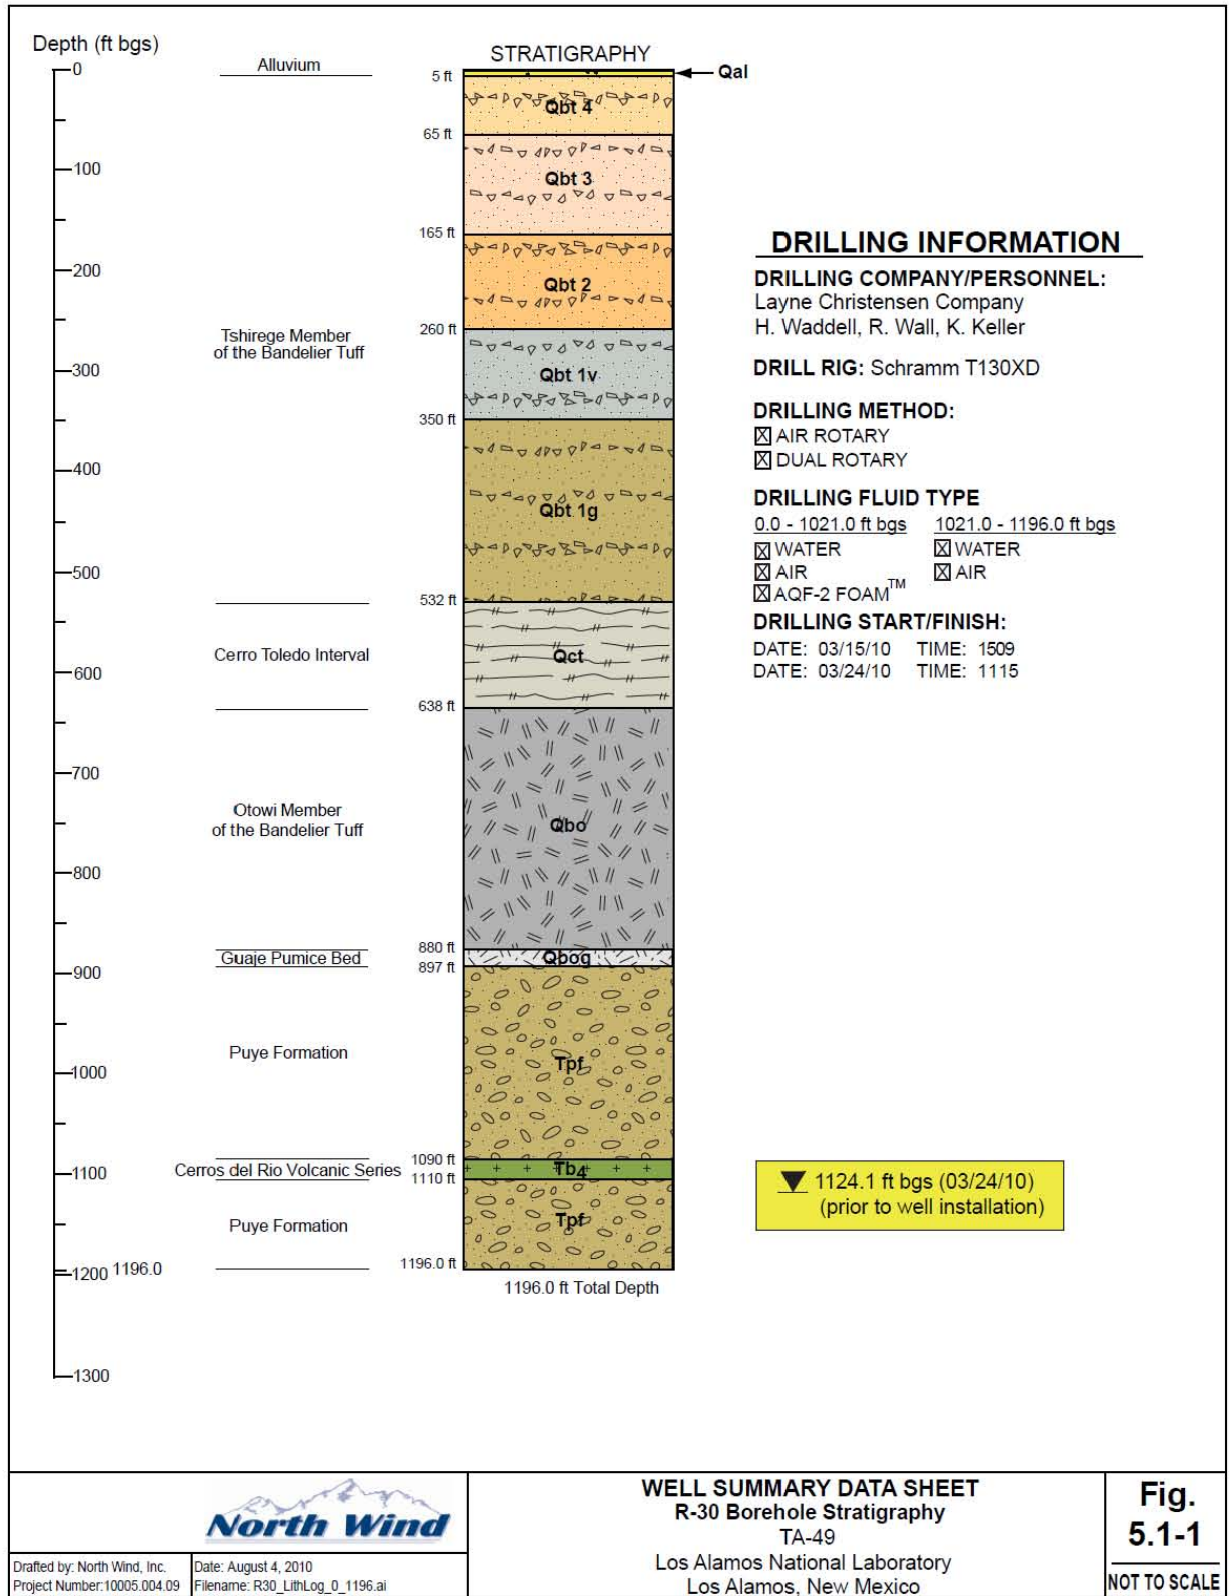 Depth (ft bgs)
0
100
200
300
400
500
600
700
800
900
1000
1100
1200 1196.0
1300
Alluvium
Tshirege Member
of the Bandelier Tuff
Cerro Toledo Interval
Otowi Member
of the Bandelier Tuff
Guaje Pumice Bed
Puye Formation
Cerros del Rio Volcanic Series
Puye Formation
STRATIGRAPHY
Qal
5 ft
Qbt 4
65 ft
Qbt 3
165 ft
Qbt 2
260 ft
Qbt 1v
350 ft
Qbt 1g
532 ft
Qct
638 ft
Qbo
880 ft
Qbog
897 ft
Tpf
1090 ft
Tb4
1110 ft
Tpf
1196.0 ft
1196.0 ft Total Depth
DRILLING INFORMATION
DRILLING COMPANY/PERSONNEL:
Layne Christensen Company
H. Waddell, R. Wall, K. Keller
DRILL RIG: Schramm T130XD
DRILLING METHOD:
☒ AIR ROTARY
☒ DUAL ROTARY
DRILLING FLUID TYPE
0.0 - 1021.0 ft bgs 1021.0 - 1196.0 ft bgs
☒ WATER ☒ WATER
☒ AIR ☒ AIR
☒ AQF-2 FOAM™
DRILLING START/FINISH:
DATE: 03/15/10 TIME: 1509
DATE: 03/24/10 TIME: 1115
1124.1 ft bgs (03/24/10)
(prior to well installation)
North Wind
Drafted by: North Wind, Inc.
Project Number:10005.004.09
Date: August 4, 2010
Filename: R30_LithLog_0_1196.ai
WELL SUMMARY DATA SHEET
R-30 Borehole Stratigraphy
TA-49
Los Alamos National Laboratory
Los Alamos, New Mexico
Fig.
5.1-1
NOT TO SCALE